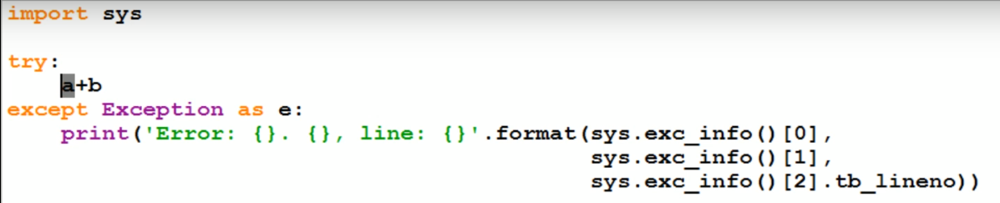 import sys
try:
    a+b
except Exception as e:
    print('Error: {}. {}, line: {}'.format(sys.exc_info()[0],
                                           sys.exc_info()[1],
                                           sys.exc_info()[2].tb_lineno))